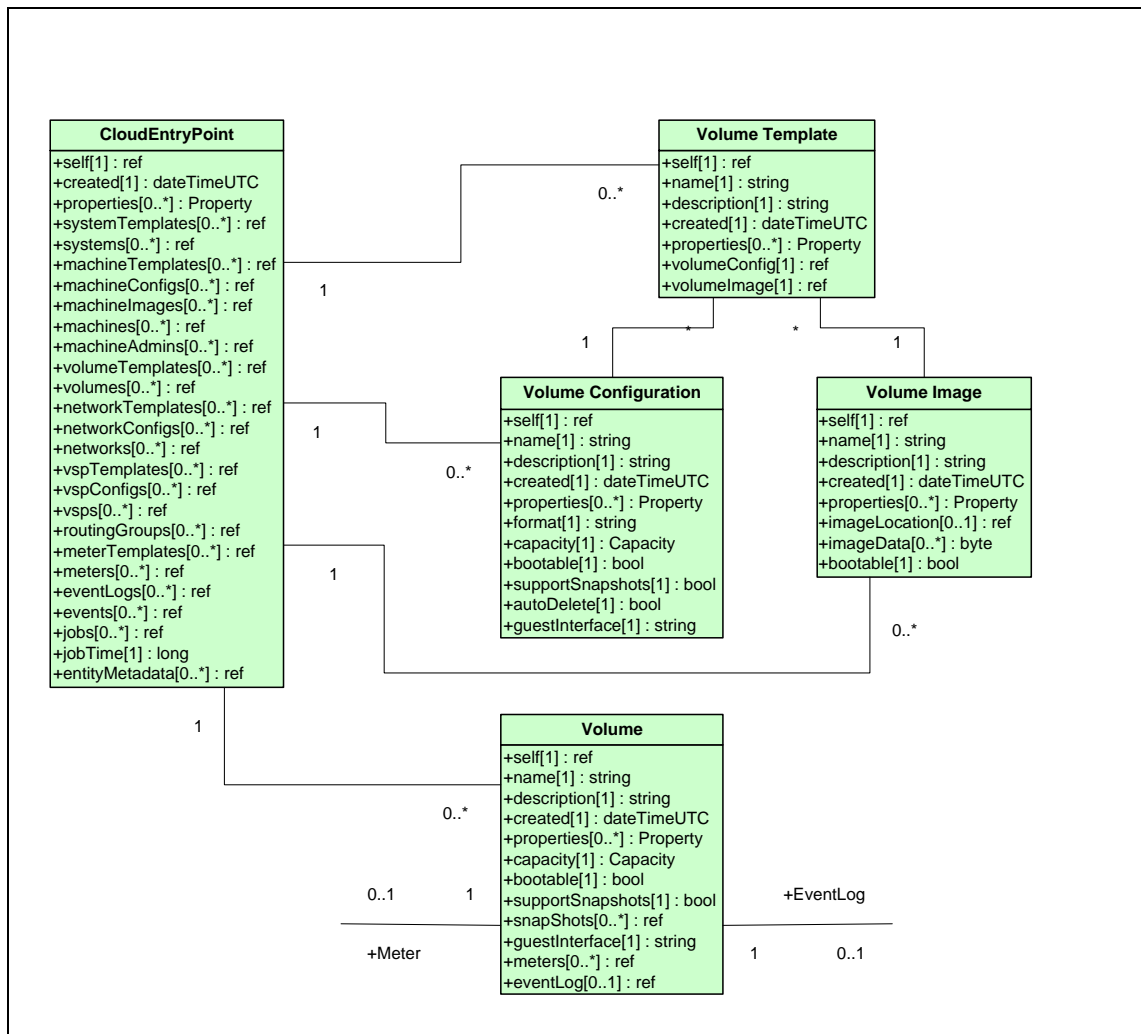 CloudEntryPoint
+self[1] : ref
+created[1] : dateTimeUTC
+properties[0..*] : Property
+systemTemplates[0..*] : ref
+systems[0..*] : ref
+machineTemplates[0..*] : ref
+machineConfigs[0..*] : ref
+machineImages[0..*] : ref
+machines[0..*] : ref
+machineAdmins[0..*] : ref
+volumeTemplates[0..*] : ref
+volumes[0..*] : ref
+networkTemplates[0..*] : ref
+networkConfigs[0..*] : ref
+networks[0..*] : ref
+vspTemplates[0..*] : ref
+vspConfigs[0..*] : ref
+vsps[0..*] : ref
+routingGroups[0..*] : ref
+meterTemplates[0..*] : ref
+meters[0..*] : ref
+eventLogs[0..*] : ref
+events[0..*] : ref
+jobs[0..*] : ref
+jobTime[1] : long
+entityMetadata[0..*] : ref
1
0..*
Volume Template
+self[1] : ref
+name[1] : string
+description[1] : string
+created[1] : dateTimeUTC
+properties[0..*] : Property
+volumeConfig[1] : ref
+volumeImage[1] : ref
1
*
*
1
1
0..*
Volume Configuration
+self[1] : ref
+name[1] : string
+description[1] : string
+created[1] : dateTimeUTC
+properties[0..*] : Property
+format[1] : string
+capacity[1] : Capacity
+bootable[1] : bool
+supportSnapshots[1] : bool
+autoDelete[1] : bool
+guestInterface[1] : string
Volume Image
+self[1] : ref
+name[1] : string
+description[1] : string
+created[1] : dateTimeUTC
+properties[0..*] : Property
+imageLocation[0..1] : ref
+imageData[0..*] : byte
+bootable[1] : bool
1
0..*
1
0..*
Volume
+self[1] : ref
+name[1] : string
+description[1] : string
+created[1] : dateTimeUTC
+properties[0..*] : Property
+capacity[1] : Capacity
+bootable[1] : bool
+supportSnapshots[1] : bool
+snapShots[0..*] : ref
+guestInterface[1] : string
+meters[0..*] : ref
+eventLog[0..1] : ref
0..1
1
+Meter
+EventLog
1
0..1